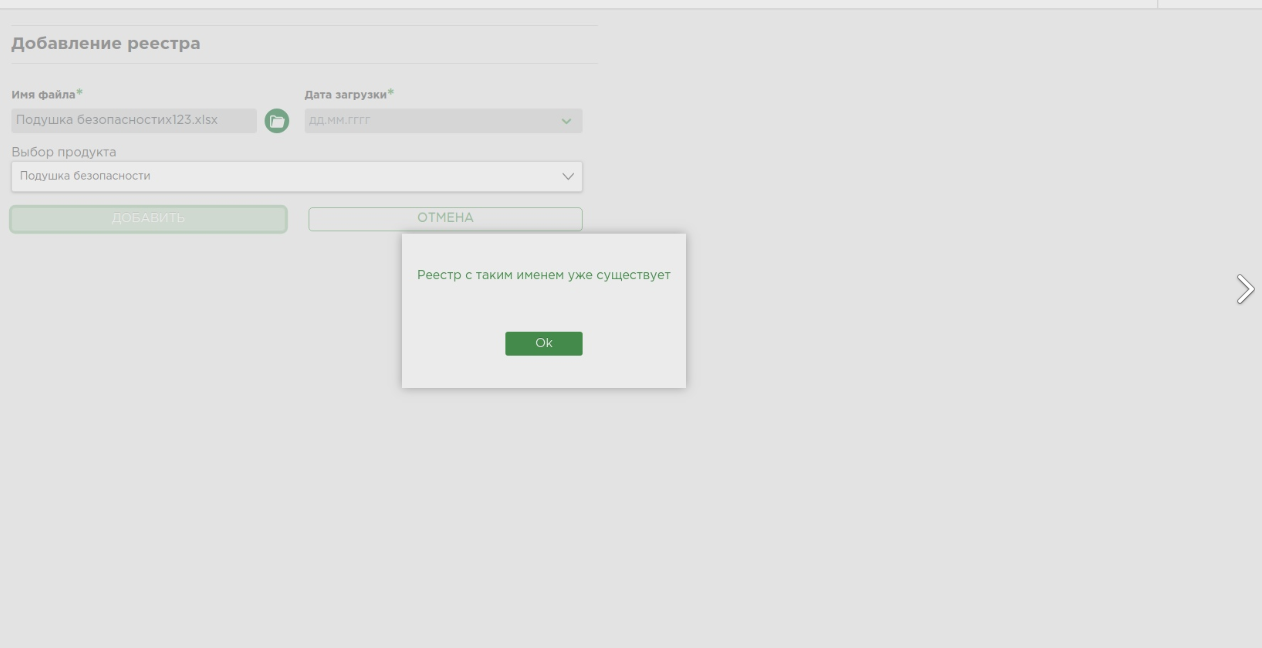 Добавление реестра
Имя файла*
Дата загрузки*
Подушка безопасностиx123.xlsx
дд.мм.гггг
Выбор продукта
Подушка безопасности
ДОБАВИТЬ
ОТМЕНА
Реестр с таким именем уже существует
Ok